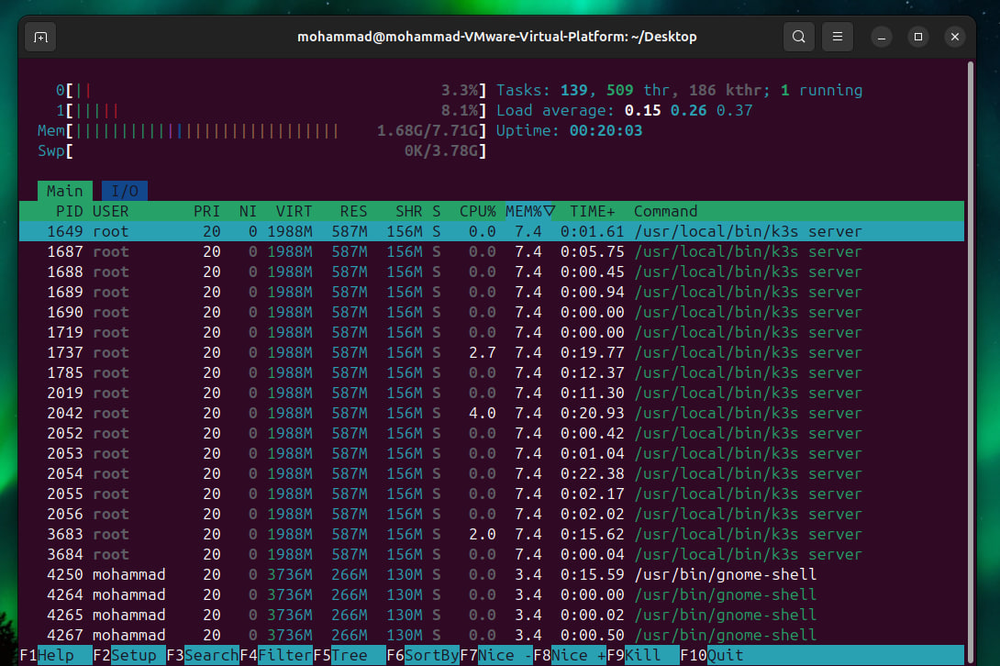 mohammad@mohammad-VMware-Virtual-Platform: ~/Desktop
0[|| 3.3%] Tasks: 139, 509 thr, 186 kthr; 1 running
1[||||| 8.1%] Load average: 0.15 0.26 0.37
Mem[||||||||||||||||||||||||||||| 1.68G/7.71G] Uptime: 00:20:03
Swp[ 0K/3.78G]
Main I/O
PID USER PRI NI VIRT RES SHR S CPU% MEM%▽ TIME+ Command
1649 root 20 0 1988M 587M 156M S 0.0 7.4 0:01.61 /usr/local/bin/k3s server
1687 root 20 0 1988M 587M 156M S 0.0 7.4 0:05.75 /usr/local/bin/k3s server
1688 root 20 0 1988M 587M 156M S 0.0 7.4 0:00.45 /usr/local/bin/k3s server
1689 root 20 0 1988M 587M 156M S 0.0 7.4 0:00.94 /usr/local/bin/k3s server
1690 root 20 0 1988M 587M 156M S 0.0 7.4 0:00.00 /usr/local/bin/k3s server
1719 root 20 0 1988M 587M 156M S 0.0 7.4 0:00.00 /usr/local/bin/k3s server
1737 root 20 0 1988M 587M 156M S 2.7 7.4 0:19.77 /usr/local/bin/k3s server
1785 root 20 0 1988M 587M 156M S 0.0 7.4 0:12.37 /usr/local/bin/k3s server
2019 root 20 0 1988M 587M 156M S 0.0 7.4 0:11.30 /usr/local/bin/k3s server
2042 root 20 0 1988M 587M 156M S 4.0 7.4 0:20.93 /usr/local/bin/k3s server
2052 root 20 0 1988M 587M 156M S 0.0 7.4 0:00.42 /usr/local/bin/k3s server
2053 root 20 0 1988M 587M 156M S 0.0 7.4 0:01.04 /usr/local/bin/k3s server
2054 root 20 0 1988M 587M 156M S 0.0 7.4 0:22.38 /usr/local/bin/k3s server
2055 root 20 0 1988M 587M 156M S 0.0 7.4 0:02.17 /usr/local/bin/k3s server
2056 root 20 0 1988M 587M 156M S 0.0 7.4 0:02.02 /usr/local/bin/k3s server
3683 root 20 0 1988M 587M 156M S 2.0 7.4 0:15.62 /usr/local/bin/k3s server
3684 root 20 0 1988M 587M 156M S 0.0 7.4 0:00.04 /usr/local/bin/k3s server
4250 mohammad 20 0 3736M 266M 130M S 0.0 3.4 0:15.59 /usr/bin/gnome-shell
4264 mohammad 20 0 3736M 266M 130M S 0.0 3.4 0:00.00 /usr/bin/gnome-shell
4265 mohammad 20 0 3736M 266M 130M S 0.0 3.4 0:00.02 /usr/bin/gnome-shell
4267 mohammad 20 0 3736M 266M 130M S 0.0 3.4 0:00.50 /usr/bin/gnome-shell
F1Help F2Setup F3SearchF4FilterF5Tree F6SortByF7Nice -F8Nice +F9Kill F10Quit